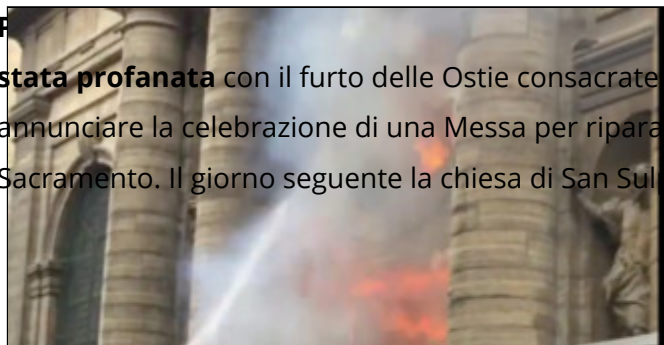 stata profanata con il furto delle Ostie consacrate
annunciare la celebrazione di una Messa per ripara
Sacramento. Il giorno seguente la chiesa di San Sul